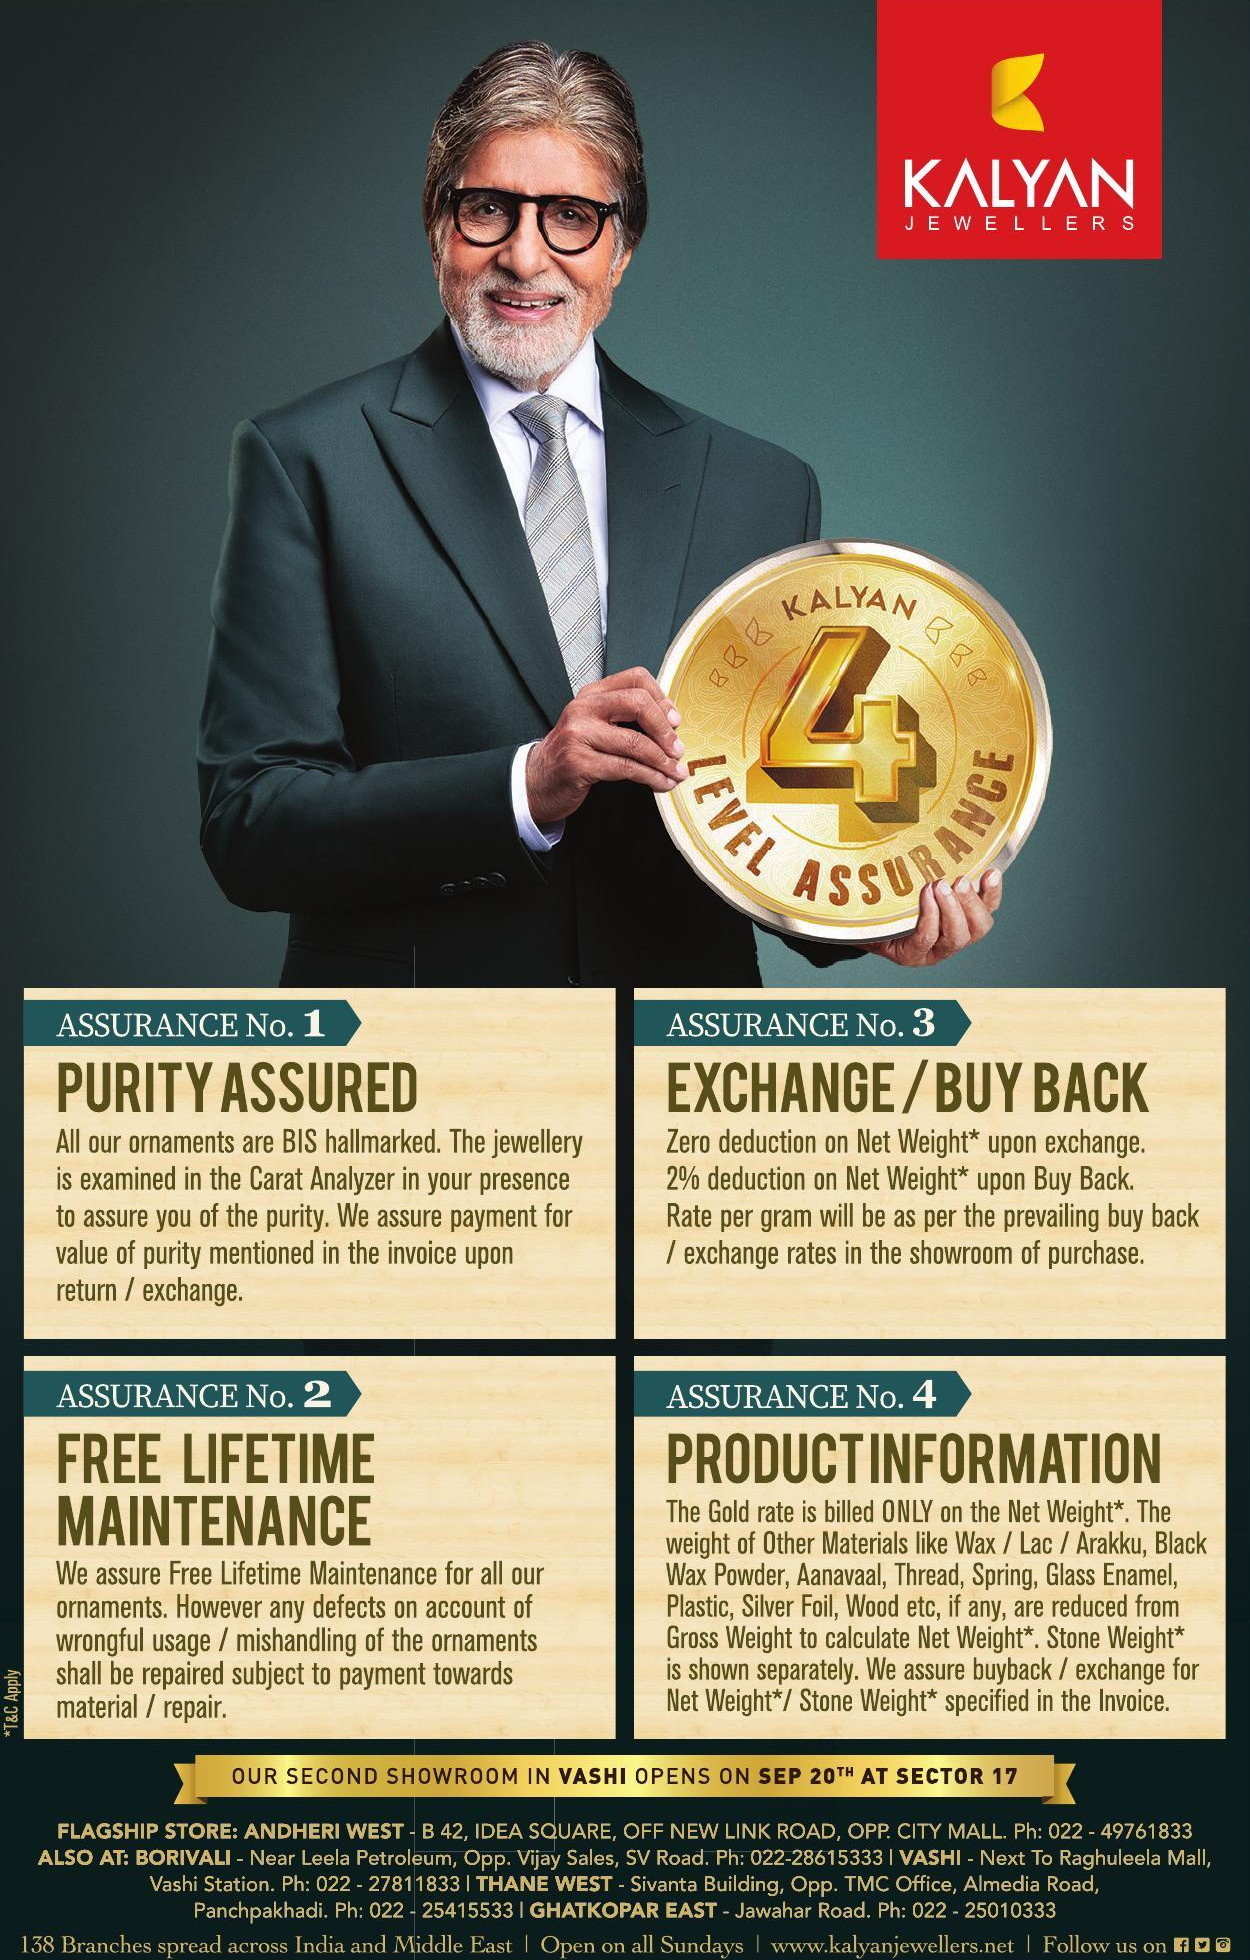 KALYAN
JEWELLERS
KALYAN
4
LEVEL ASSURANCE
ASSURANCE No. 1
PURITY ASSURED
All our ornaments are BIS hallmarked. The jewellery
is examined in the Carat Analyzer in your presence
to assure you of the purity. We assure payment for
value of purity mentioned in the invoice upon
return / exchange.
ASSURANCE No. 3
EXCHANGE / BUY BACK
Zero deduction on Net Weight* upon exchange.
2% deduction on Net Weight* upon Buy Back.
Rate per gram will be as per the prevailing buy back
/ exchange rates in the showroom of purchase.
ASSURANCE No. 2
FREE LIFETIME
MAINTENANCE
We assure Free Lifetime Maintenance for all our
ornaments. However any defects on account of
wrongful usage / mishandling of the ornaments
shall be repaired subject to payment towards
material / repair.
ASSURANCE No. 4
PRODUCT INFORMATION
The Gold rate is billed ONLY on the Net Weight*. The
weight of Other Materials like Wax / Lac / Arakku, Black
Wax Powder, Aanavaal, Thread, Spring, Glass Enamel,
Plastic, Silver Foil, Wood etc, if any, are reduced from
Gross Weight to calculate Net Weight*. Stone Weight*
is shown separately. We assure buyback / exchange for
Net Weight*/ Stone Weight* specified in the Invoice.
*T&C Apply
OUR SECOND SHOWROOM IN VASHI OPENS ON SEP 20TH AT SECTOR 17
FLAGSHIP STORE: ANDHERI WEST - B 42, IDEA SQUARE, OFF NEW LINK ROAD, OPP. CITY MALL. Ph: 022 - 49761833
ALSO AT: BORIVALI - Near Leela Petroleum, Opp. Vijay Sales, SV Road. Ph: 022-28615333 | VASHI - Next To Raghuleela Mall,
Vashi Station. Ph: 022 - 27811833 | THANE WEST - Sivanta Building, Opp. TMC Office, Almedia Road,
Panchpakhadi. Ph: 022 - 25415533 | GHATKOPAR EAST - Jawahar Road. Ph: 022 - 25010333
138 Branches spread across India and Middle East | Open on all Sundays | www.kalyanjewellers.net | Follow us on